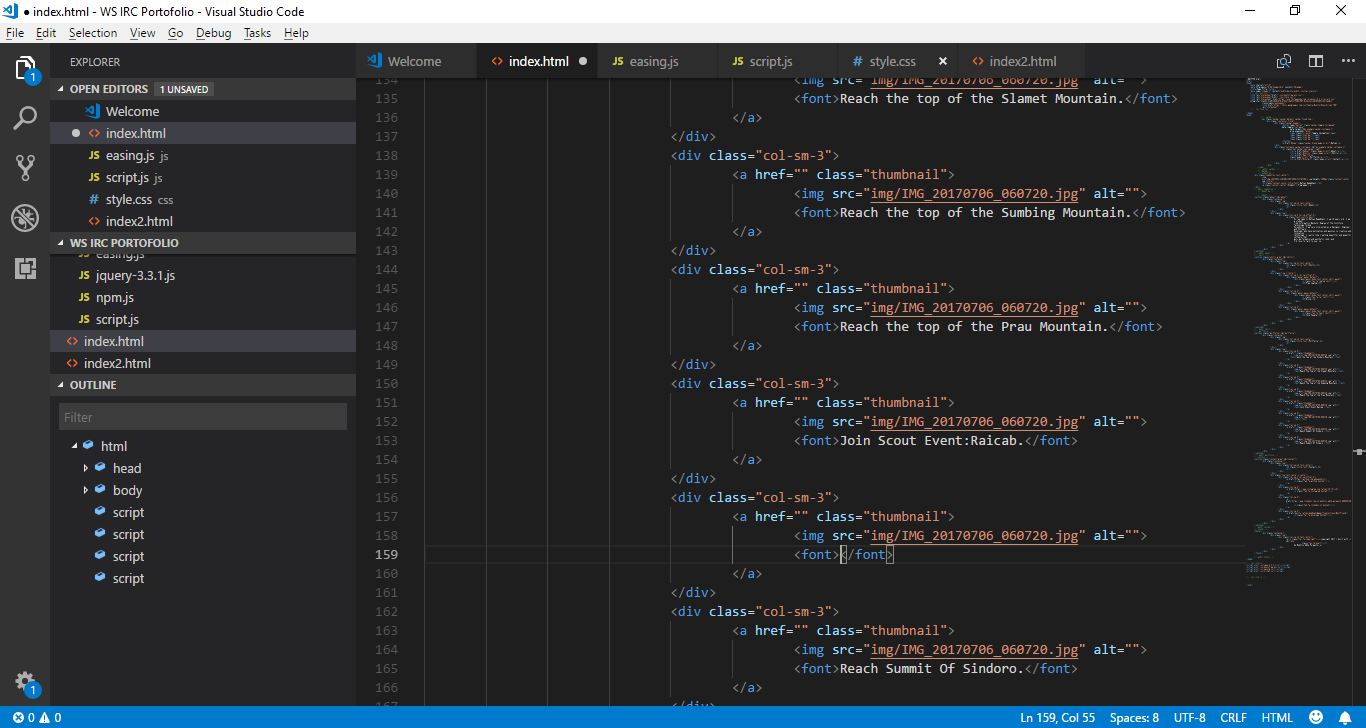 ● index.html - WS IRC Portofolio - Visual Studio Code
File Edit Selection View Go Debug Tasks Help
EXPLORER
OPEN EDITORS 1 UNSAVED
Welcome
index.html
easing.js js
script.js js
style.css css
index2.html
WS IRC PORTOFOLIO
easing.js
jquery-3.3.1.js
npm.js
script.js
index.html
index2.html
OUTLINE
Filter
html
head
body
script
script
script
script
1
1
Welcome index.html easing.js script.js style.css index2.html
134 <img src="img/IMG_20170706_060720.jpg" alt="">
135 <font>Reach the top of the Slamet Mountain.</font>
136 </a>
137 </div>
138 <div class="col-sm-3">
139 <a href="" class="thumbnail">
140 <img src="img/IMG_20170706_060720.jpg" alt="">
141 <font>Reach the top of the Sumbing Mountain.</font>
142 </a>
143 </div>
144 <div class="col-sm-3">
145 <a href="" class="thumbnail">
146 <img src="img/IMG_20170706_060720.jpg" alt="">
147 <font>Reach the top of the Prau Mountain.</font>
148 </a>
149 </div>
150 <div class="col-sm-3">
151 <a href="" class="thumbnail">
152 <img src="img/IMG_20170706_060720.jpg" alt="">
153 <font>Join Scout Event:Raicab.</font>
154 </a>
155 </div>
156 <div class="col-sm-3">
157 <a href="" class="thumbnail">
158 <img src="img/IMG_20170706_060720.jpg" alt="">
159 <font></font>
160 </a>
161 </div>
162 <div class="col-sm-3">
163 <a href="" class="thumbnail">
164 <img src="img/IMG_20170706_060720.jpg" alt="">
165 <font>Reach Summit Of Sindoro.</font>
166 </a>
167 </div>
0 0 Ln 159, Col 55 Spaces: 8 UTF-8 CRLF HTML